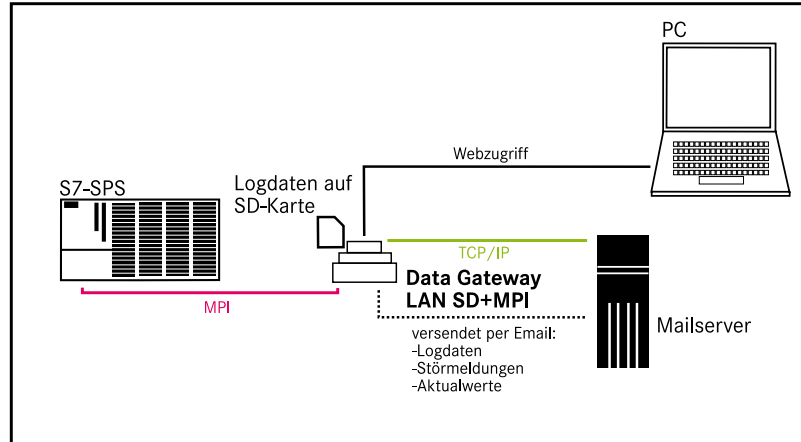 PC
Webzugriff
S7-SPS
Logdaten auf
SD-Karte
TCP/IP
Data Gateway
LAN SD+MPI
MPI
Mailserver
versendet per Email:
-Logdaten
-Störmeldungen
-Aktualwerte